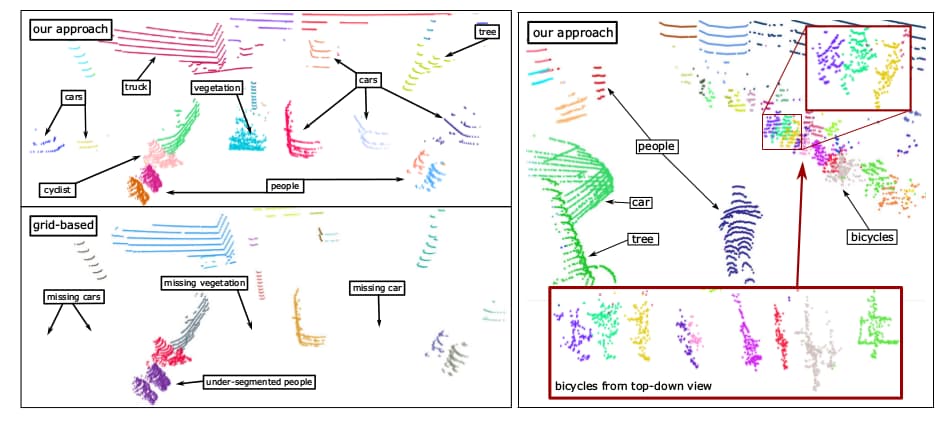 our approach
tree
truck
vegetation
cars
cars
cyclist
people
grid-based
missing cars
missing vegetation
missing car
under-segmented people
our approach
people
car
tree
bicycles
bicycles from top-down view